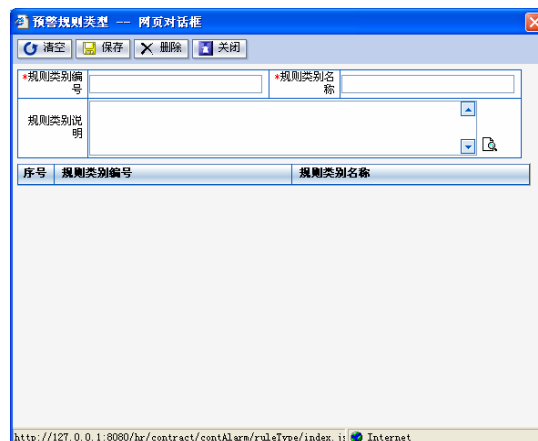 预警规则类型 -- 网页对话框
清空 保存 删除 关闭
*规则类别编号 *规则类别名称
规则类别说明
序号 规则类别编号 规则类别名称
http://127.0.0.1:8080/hr/contract/contAlarm/ruleType/index.js Internet